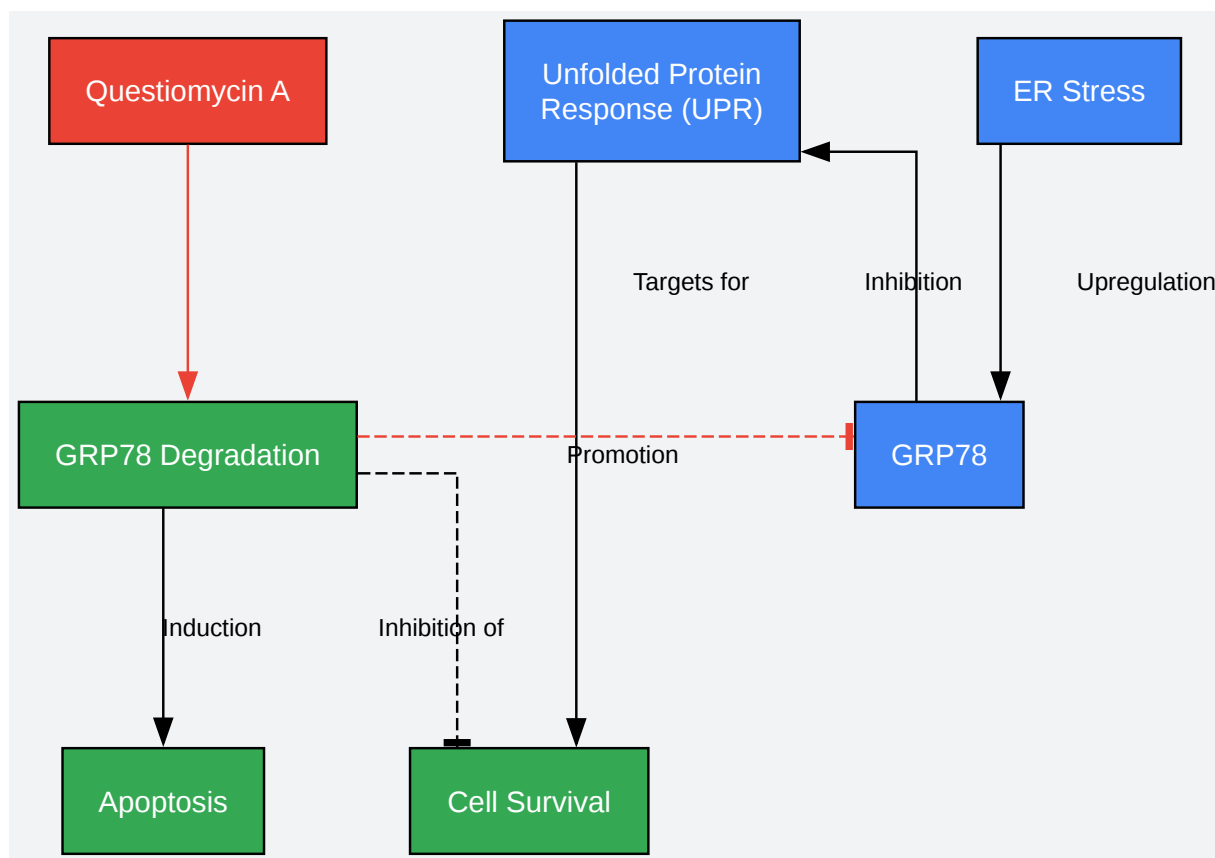 Questiomycin A
Unfolded Protein
Response (UPR)
ER Stress
Targets for
Inhibition
Upregulation
GRP78 Degradation
Promotion
GRP78
Induction
Inhibition of
Apoptosis
Cell Survival